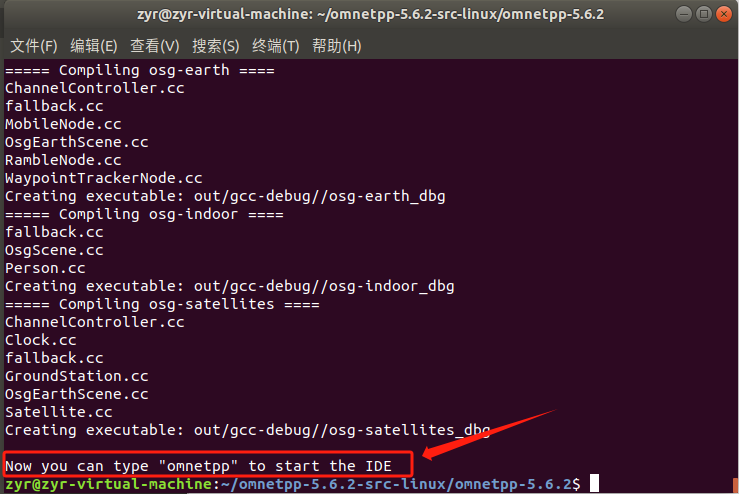 zyr@zyr-virtual-machine: ~/omnetpp-5.6.2-src-linux/omnetpp-5.6.2
文件(F) 编辑(E) 查看(V) 搜索(S) 终端(T) 帮助(H)
===== Compiling osg-earth ====
ChannelController.cc
fallback.cc
MobileNode.cc
OsgEarthScene.cc
RambleNode.cc
WaypointTrackerNode.cc
Creating executable: out/gcc-debug//osg-earth_dbg
===== Compiling osg-indoor ====
fallback.cc
OsgScene.cc
Person.cc
Creating executable: out/gcc-debug//osg-indoor_dbg
===== Compiling osg-satellites ====
ChannelController.cc
Clock.cc
fallback.cc
GroundStation.cc
OsgEarthScene.cc
Satellite.cc
Creating executable: out/gcc-debug//osg-satellites_dbg
Now you can type "omnetpp" to start the IDE
zyr@zyr-virtual-machine:~/omnetpp-5.6.2-src-linux/omnetpp-5.6.2$